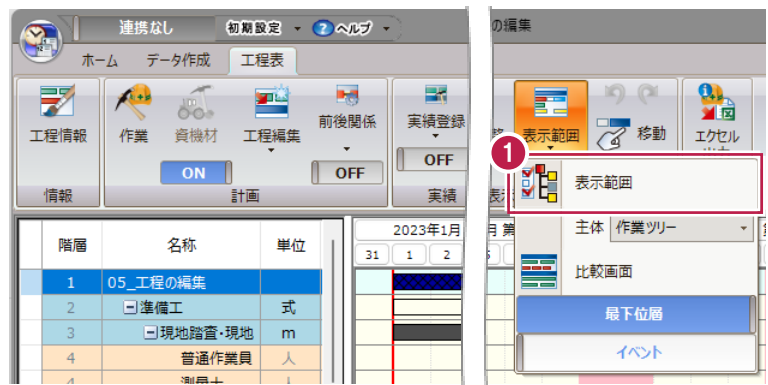 連携なし 初期設定 ?ヘルプ の編集
ホーム データ作成 工程表
工程情報 作業 資機材 工程編集 前後関係 実績登録 表示範囲 移動 エクセル
ON OFF OFF
情報 計画 実績
1
表示範囲
主体 作業ツリー
比較画面
最下位層
イベント
階層 名称 単位 2023年1月 月 第
31 1 2
1 05_工程の編集
2 準備工 式
3 現地踏査・現地 m
4 普通作業員 人
4 測量士 人